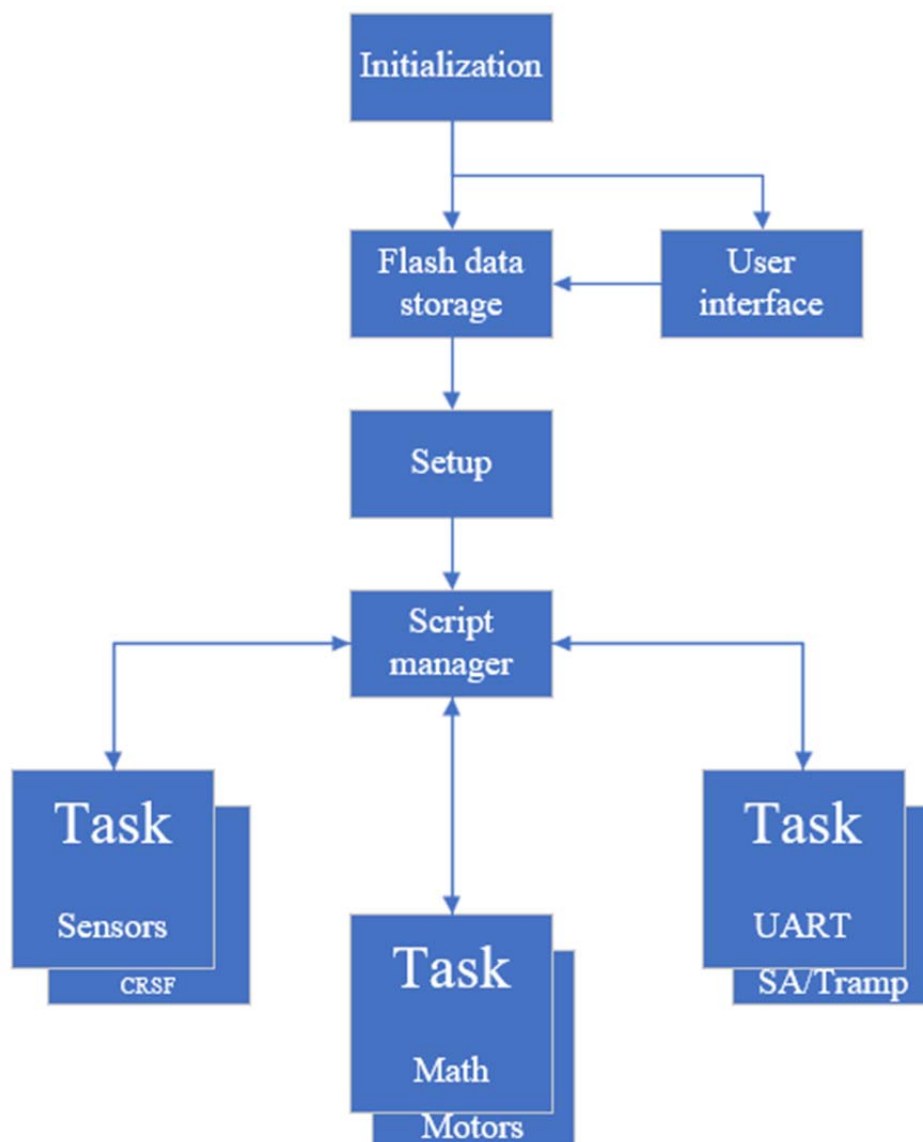 Initialization
Flash data
storage
User
interface
Setup
Script
manager
Task
Sensors
CRSF
Task
Math
Motors
Task
UART
SA/Tramp